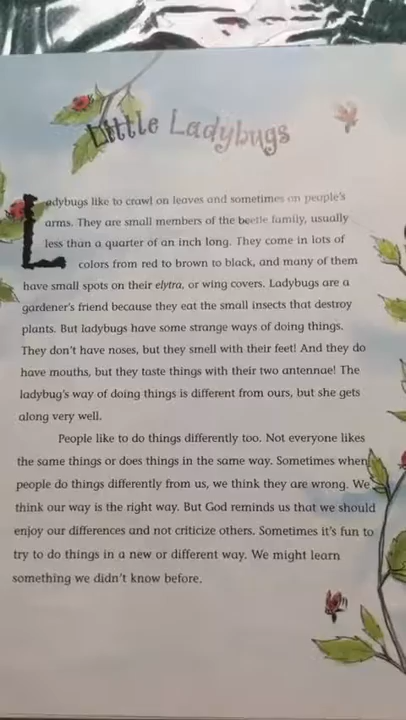 Little Ladybugs
Ladybugs like to crawl on leaves and sometimes on people's
arms. They are small members of the beetle family, usually
less than a quarter of an inch long. They come in lots of
colors from red to brown to black, and many of them
have small spots on their elytra, or wing covers. Ladybugs are a
gardener's friend because they eat the small insects that destroy
plants. But ladybugs have some strange ways of doing things.
They don't have noses, but they smell with their feet! And they do
have mouths, but they taste things with their two antennae! The
ladybug's way of doing things is different from ours, but she gets
along very well.
People like to do things differently too. Not everyone likes
the same things or does things in the same way. Sometimes when
people do things differently from us, we think they are wrong. We
think our way is the right way. But God reminds us that we should
enjoy our differences and not criticize others. Sometimes it's fun to
try to do things in a new or different way. We might learn
something we didn't know before.